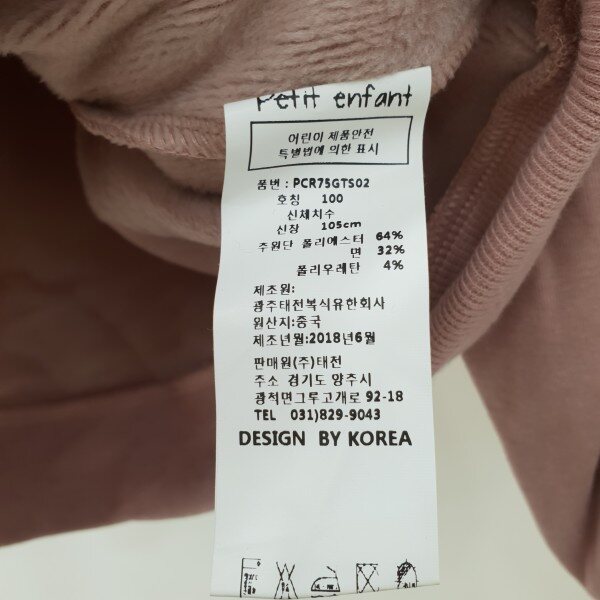 Petit enfant
어린이 제품안전
특별법에 의한 표시
품번 : PCR75GTS02
호칭 100
신체치수
신장 105cm
주원단 폴리에스터 64%
면 32%
폴리우레탄 4%
제조원:
광주태전복식유한회사
원산지:중국
제조년월:2018년6월
판매원(주)태전
주소 경기도 양주시
광적면그루고개로 92-18
TEL 031)829-9043
DESIGN BY KOREA